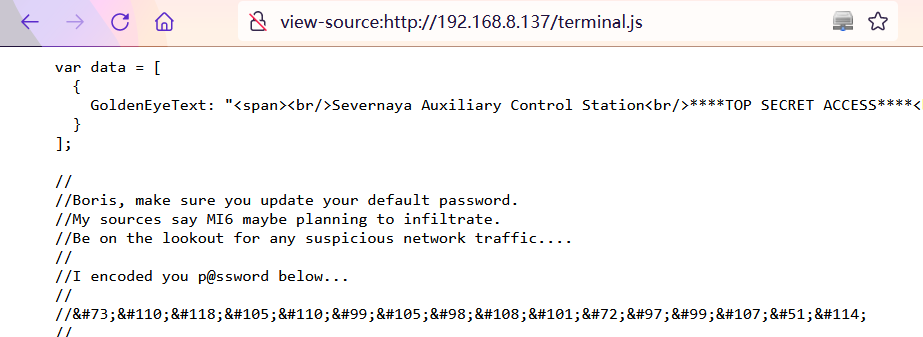 view-source:http://192.168.8.137/terminal.js
var data = [
  {
    GoldenEyeText: "<span><br/>Severnaya Auxiliary Control Station<br/>****TOP SECRET ACCESS****<
  }
];
//
//Boris, make sure you update your default password.
//My sources say MI6 maybe planning to infiltrate.
//Be on the lookout for any suspicious network traffic....
//
//I encoded you p@ssword below...
//
//&#73;&#110;&#118;&#105;&#110;&#99;&#105;&#98;&#108;&#101;&#72;&#97;&#99;&#107;&#51;&#114;
//